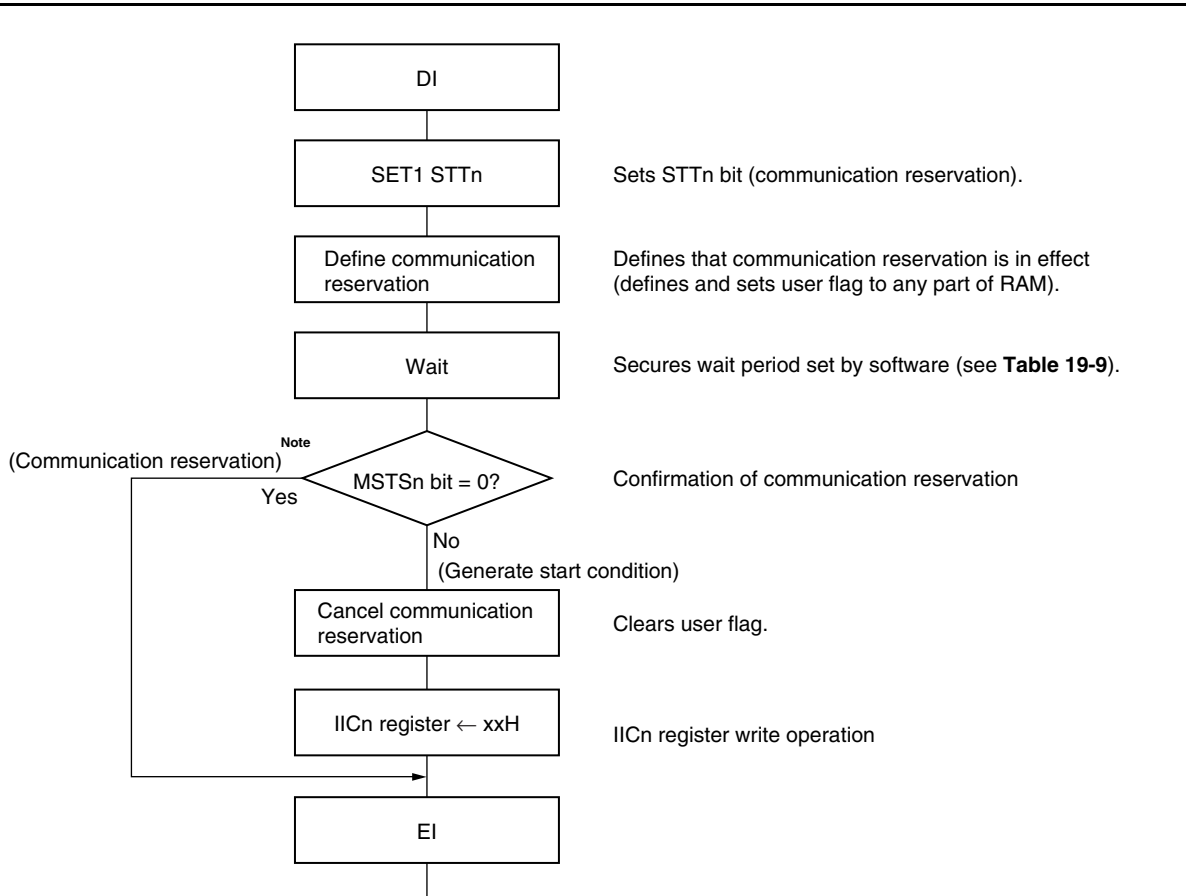 DI
SET1 STTn
Sets STTn bit (communication reservation).
Define communication
reservation
Defines that communication reservation is in effect
(defines and sets user flag to any part of RAM).
Wait
Secures wait period set by software (see Table 19-9).
(Communication reservation)Note
MSTSn bit = 0?
Confirmation of communication reservation
Yes
No
(Generate start condition)
Cancel communication
reservation
Clears user flag.
IICn register ← xxH
IICn register write operation
EI